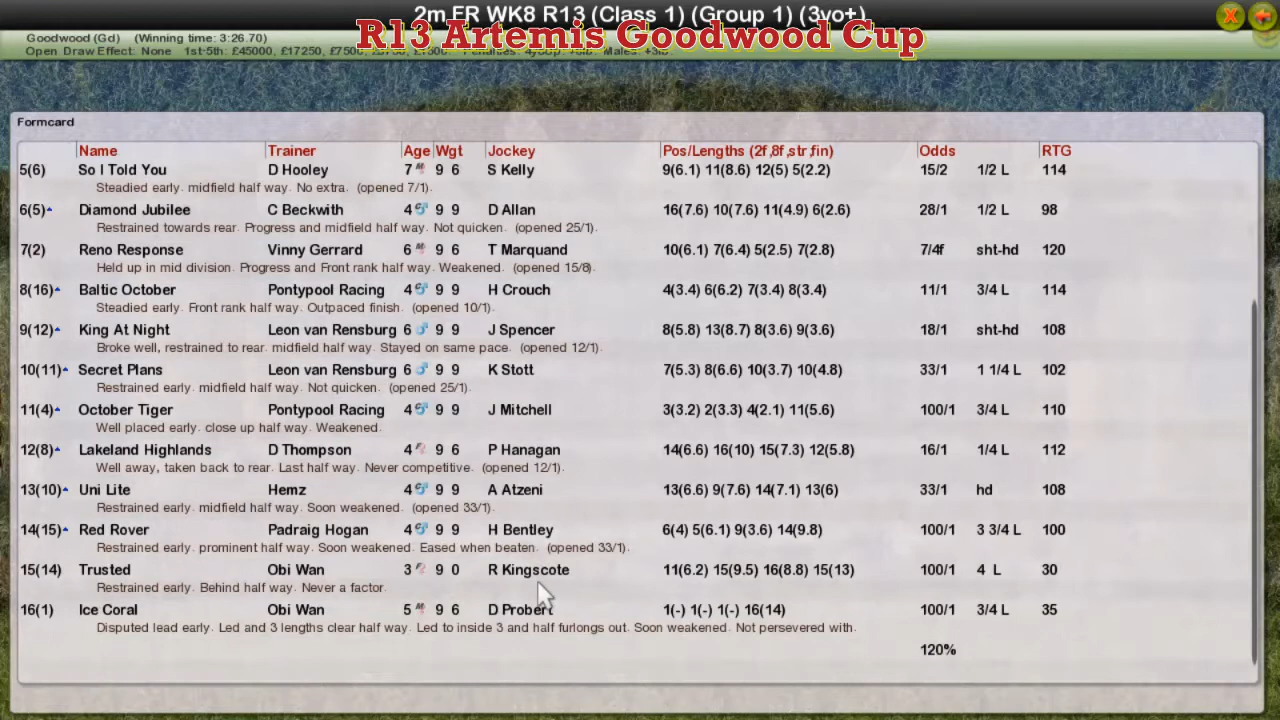 2m FR WK8 R13 (Class 1) (Group 1) (3yo+)
R13 Artemis Goodwood Cup
Goodwood (Gd) (Winning time: 3:26.70)
Open Draw Effect: None 1st-5th: £45000, £17250, £7500,
Formcard
Name Trainer Age Wgt Jockey Pos/Lengths (2f,8f,str,fin) Odds RTG
5(6) So I Told You D Hooley 7 9 6 S Kelly 9(6.1) 11(8.6) 12(5) 5(2.2) 15/2 1/2 L 114
Steadied early. midfield half way. No extra. (opened 7/1).
6(5) Diamond Jubilee C Beckwith 4 9 9 D Allan 16(7.6) 10(7.6) 11(4.9) 6(2.6) 28/1 1/2 L 98
Restrained towards rear. Progress and midfield half way. Not quicken. (opened 25/1).
7(2) Reno Response Vinny Gerrard 6 9 6 T Marquand 10(6.1) 7(6.4) 5(2.5) 7(2.8) 7/4f sht-hd 120
Held up in mid division. Progress and Front rank half way. Weakened. (opened 15/8).
8(16) Baltic October Pontypool Racing 4 9 9 H Crouch 4(3.4) 6(6.2) 7(3.4) 8(3.4) 11/1 3/4 L 114
Steadied early. Front rank half way. Outpaced finish. (opened 10/1).
9(12) King At Night Leon van Rensburg 6 9 9 J Spencer 8(5.8) 13(8.7) 8(3.6) 9(3.6) 18/1 sht-hd 108
Broke well, restrained to rear. midfield half way. Stayed on same pace. (opened 12/1).
10(11) Secret Plans Leon van Rensburg 6 9 9 K Stott 7(5.3) 8(6.6) 10(3.7) 10(4.8) 33/1 1 1/4 L 102
Restrained early. midfield half way. Not quicken. (opened 25/1).
11(4) October Tiger Pontypool Racing 4 9 9 J Mitchell 3(3.2) 2(3.3) 4(2.1) 11(5.6) 100/1 3/4 L 110
Well placed early. close up half way. Weakened.
12(8) Lakeland Highlands D Thompson 4 9 6 P Hanagan 14(6.6) 16(10) 15(7.3) 12(5.8) 16/1 1/4 L 112
Well away, taken back to rear. Last half way. Never competitive. (opened 12/1).
13(10) Uni Lite Hemz 4 9 9 A Atzeni 13(6.6) 9(7.6) 14(7.1) 13(6) 33/1 hd 108
Restrained early. midfield half way. Soon weakened. (opened 33/1).
14(15) Red Rover Padraig Hogan 4 9 9 H Bentley 6(4) 5(6.1) 9(3.6) 14(9.8) 100/1 3 3/4 L 100
Restrained early. prominent half way. Soon weakened. Eased when beaten. (opened 33/1).
15(14) Trusted Obi Wan 3 9 0 R Kingscote 11(6.2) 15(9.5) 16(8.8) 15(13) 100/1 4 L 30
Restrained early. Behind half way. Never a factor.
16(1) Ice Coral Obi Wan 5 9 6 D Probert 1(-) 1(-) 1(-) 16(14) 100/1 3/4 L 35
Disputed lead early. Led and 3 lengths clear half way. Led to inside 3 and half furlongs out. Soon weakened. Not persevered with.
120%